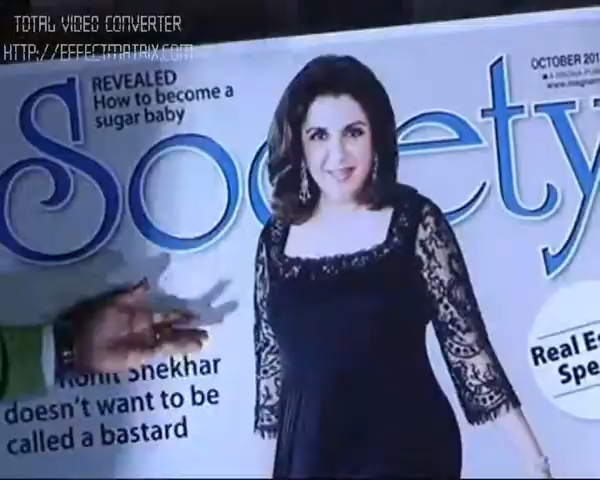 TOTAL VIDEO CONVERTER
HTTP://EFFECTMATRIX.COM
Society
REVEALED
How to become a
sugar baby
OCTOBER 201
Shekhar
doesn't want to be
called a bastard
Real Es
Spe